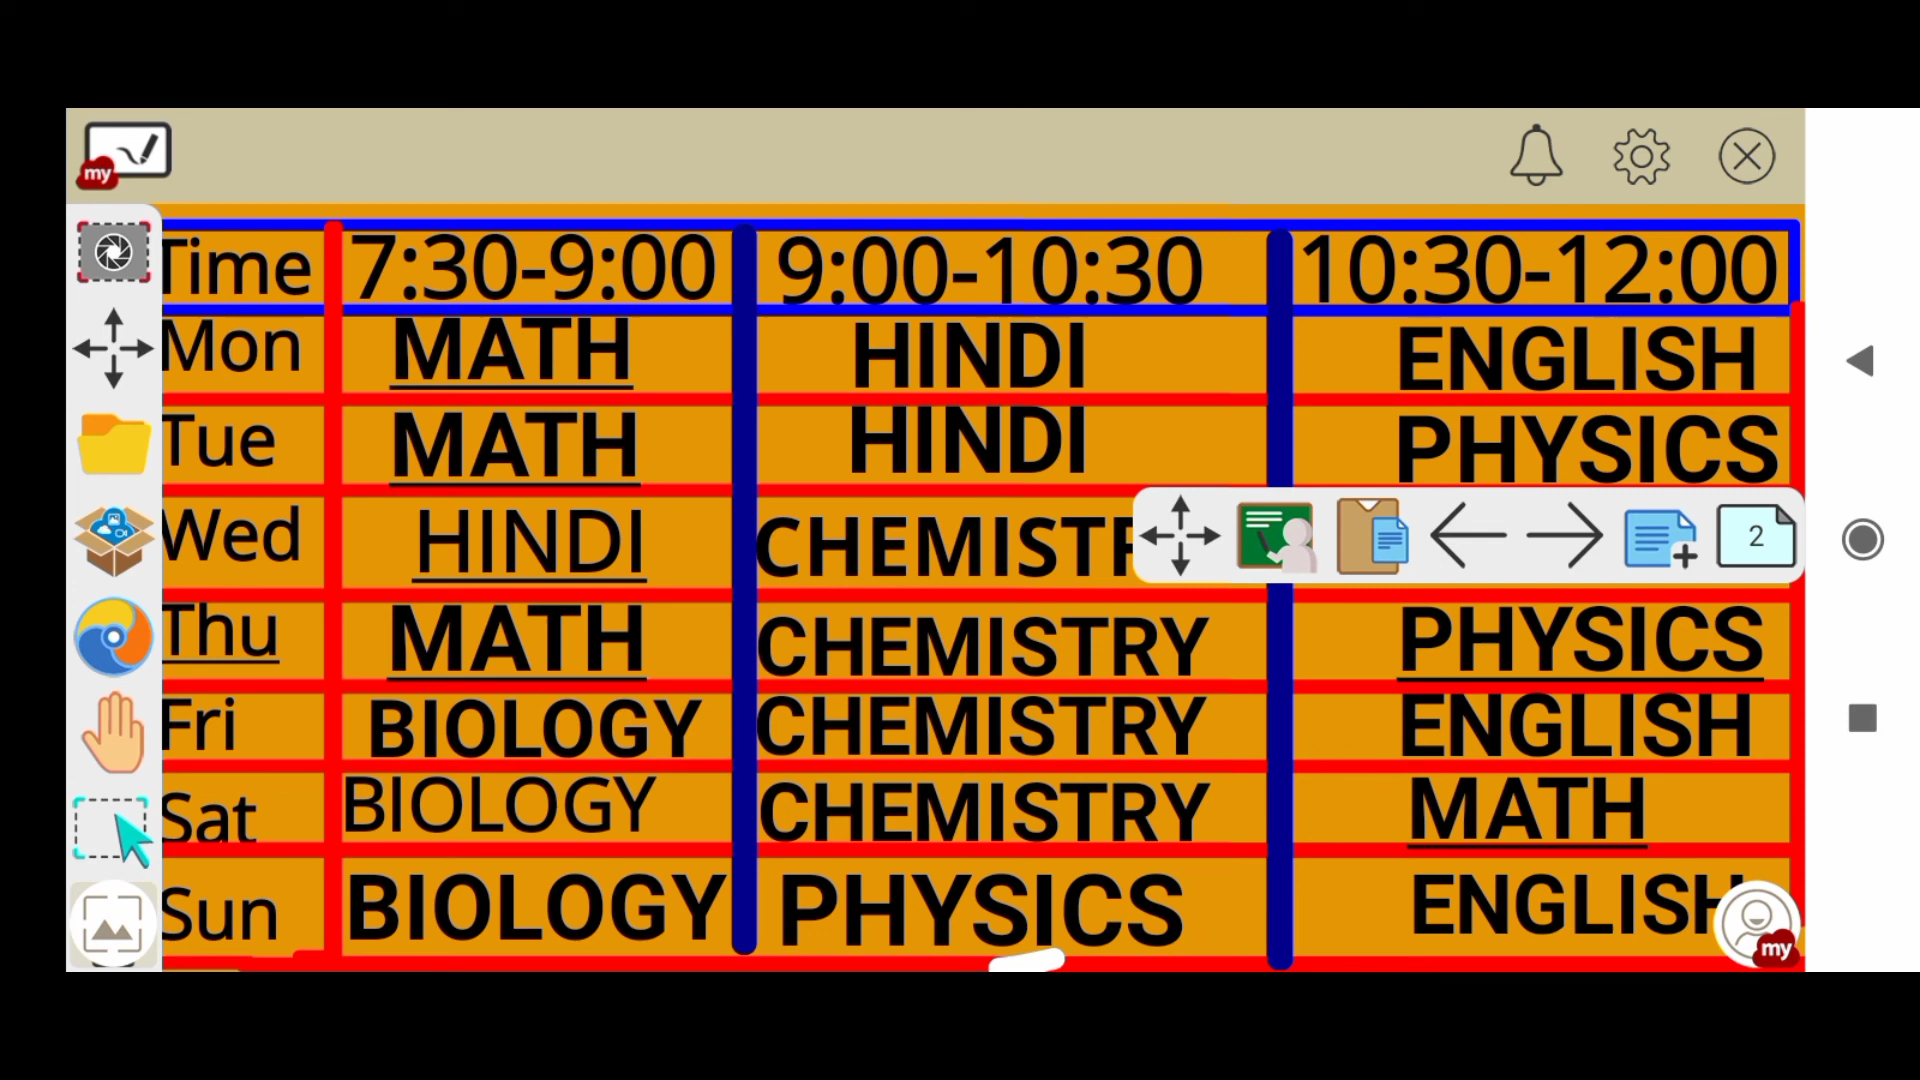 my
Time 7:30-9:00 9:00-10:30 10:30-12:00
Mon MATH HINDI ENGLISH
Tue MATH HINDI PHYSICS
Wed HINDI 2
Thu MATH CHEMISTRY PHYSICS
Fri BIOLOGY CHEMISTRY ENGLISH
Sat BIOLOGY CHEMISTRY MATH
Sun BIOLOGY PHYSICS ENGLISH
my